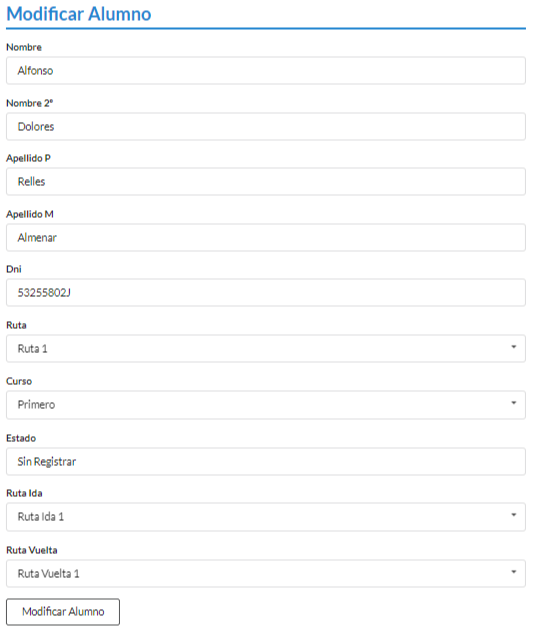 Modificar Alumno
Nombre
Alfonso
Nombre 2º
Dolores
Apellido P
Relles
Apellido M
Almenar
Dni
53255802J
Ruta
Ruta 1
Curso
Primero
Estado
Sin Registrar
Ruta Ida
Ruta Ida 1
Ruta Vuelta
Ruta Vuelta 1
Modificar Alumno